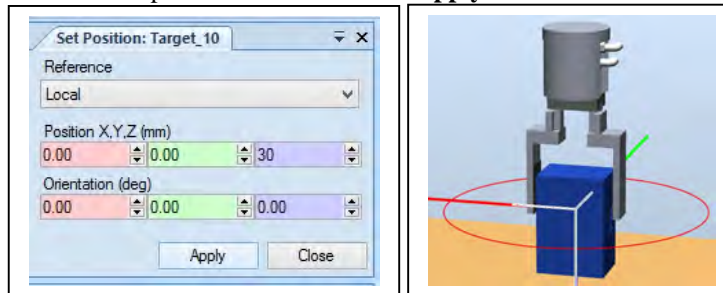 Set Position: Target_10
Reference
Local
Position X,Y,Z (mm)
0.00 0.00 30
Orientation (deg)
0.00 0.00 0.00
Apply Close